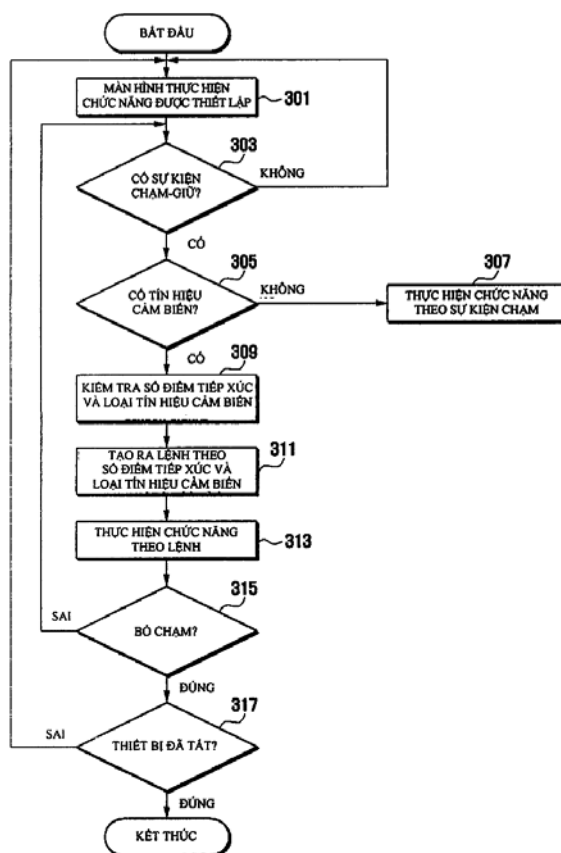 BẮT ĐẦU
MÀN HÌNH THỰC HIỆN
CHỨC NĂNG ĐƯỢC THIẾT LẬP
301
303
CÓ SỰ KIỆN
CHẠM-GIỮ?
KHÔNG
CÓ
305
CÓ TÍN HIỆU
CẢM BIẾN?
KHÔNG
307
THỰC HIỆN CHỨC NĂNG
THEO SỰ KIỆN CHẠM
CÓ
309
KIỂM TRA SỐ ĐIỂM TIẾP XÚC
VÀ LOẠI TÍN HIỆU CẢM BIẾN
TẠO RA LỆNH THEO
SỐ ĐIỂM TIẾP XÚC VÀ
LOẠI TÍN HIỆU CẢM BIẾN
311
THỰC HIỆN CHỨC NĂNG
THEO LỆNH
313
315
SAI
BỎ CHẠM?
ĐÚNG
317
SAI
THIẾT BỊ ĐÃ TẮT?
ĐÚNG
KẾT THÚC